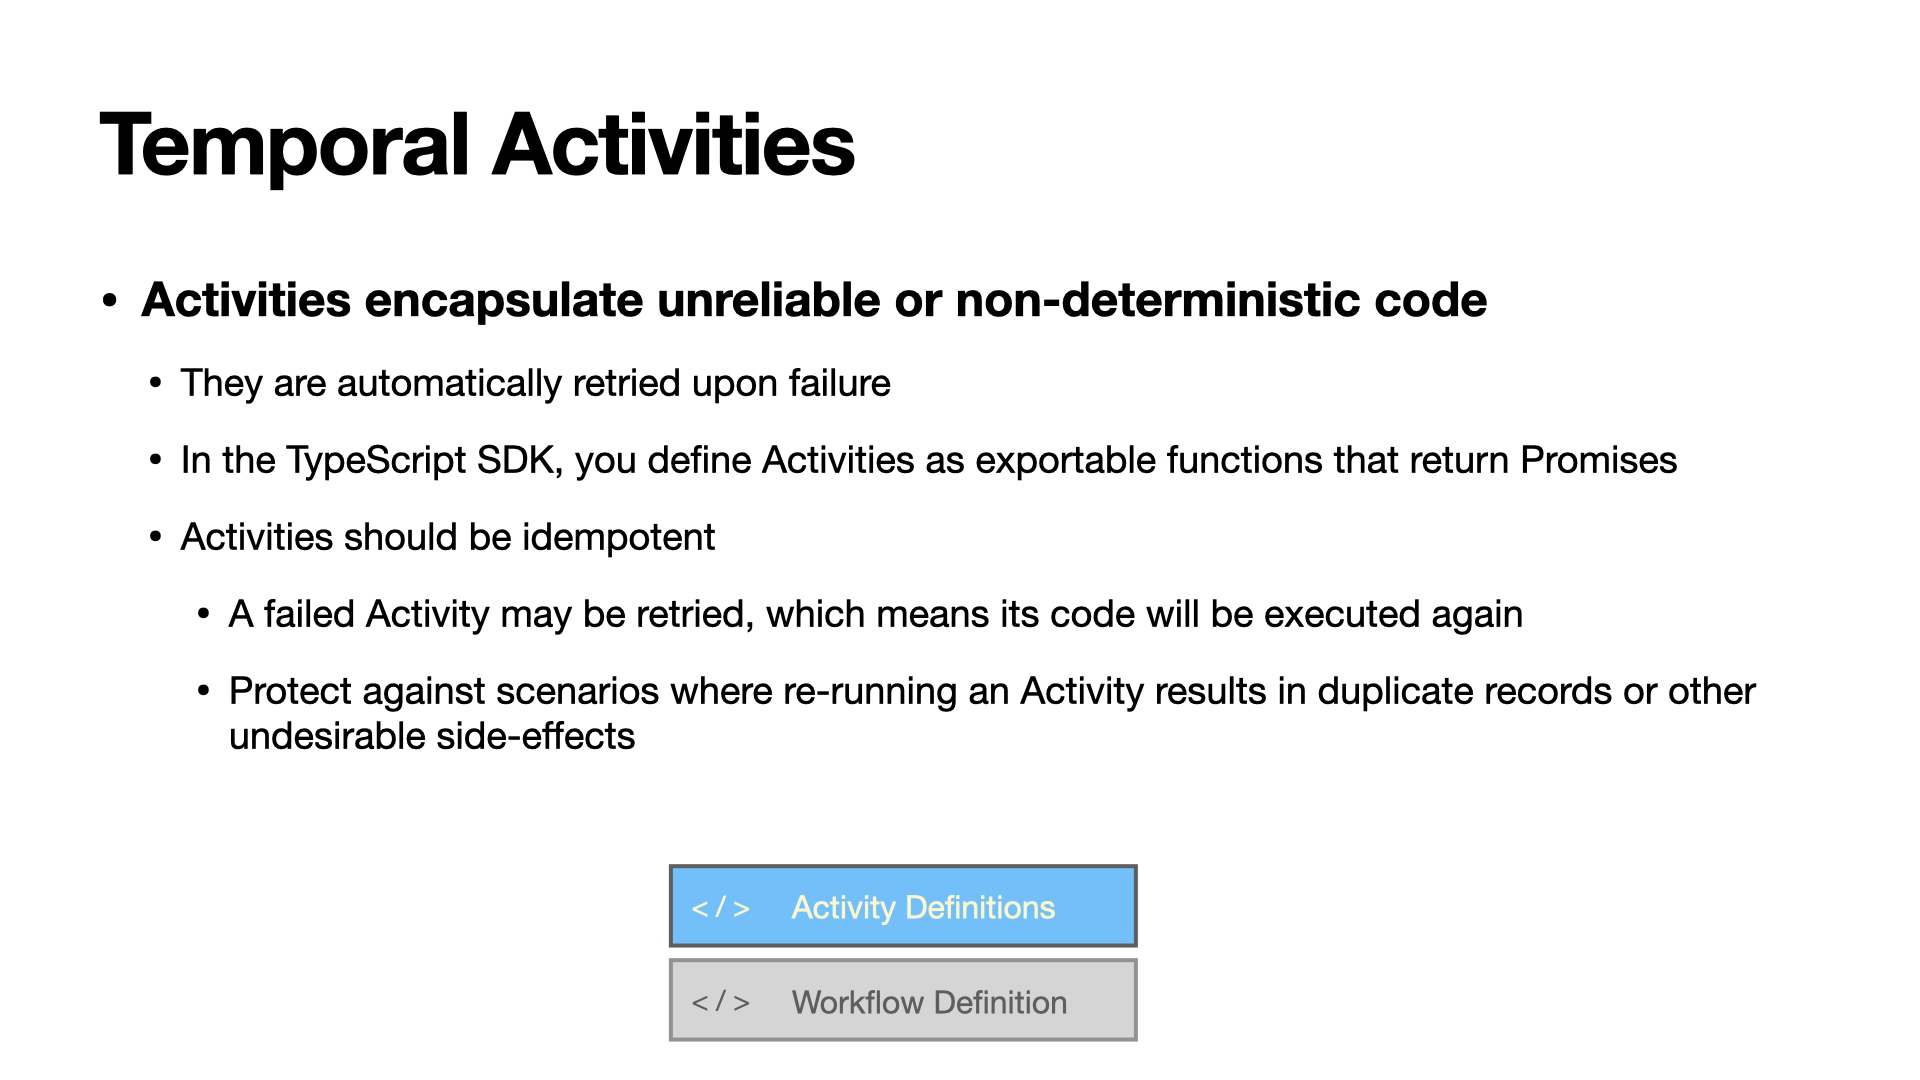 Temporal Activities
• Activities encapsulate unreliable or non-deterministic code
• They are automatically retried upon failure
• In the TypeScript SDK, you define Activities as exportable functions that return Promises
• Activities should be idempotent
• A failed Activity may be retried, which means its code will be executed again
• Protect against scenarios where re-running an Activity results in duplicate records or other
undesirable side-effects
</> Activity Definitions
</> Workflow Definition